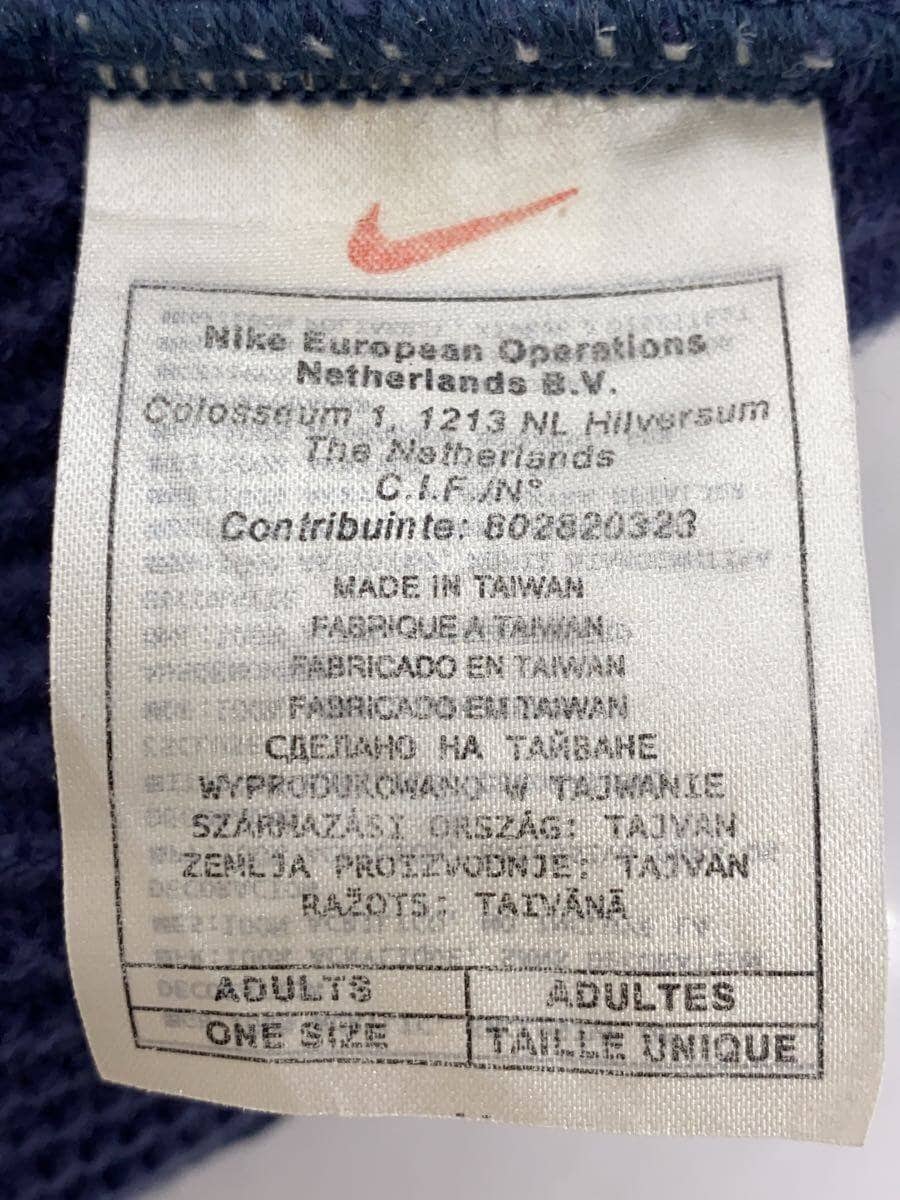 Nike European Operations
Netherlands B.V.
Colosseum 1, 1213 NL Hilversum
The Netherlands
C.I.F./N°
Contribuinte: 802820323
MADE IN TAIWAN
FABRIQUE A TAIWAN
FABRICADO EN TAIWAN
FABRICADO EM TAIWAN
СДЕЛАНО НА ТАЙВАНЕ
WYPRODUKOWANO W TAJWANIE
SZÁRMAZÁSI ORSZÁG: TAJVAN
ZEMLJA PROIZVODNJE: TAJVAN
RAŽOTS: TAIVĀNĀ
ADULTS ADULTES
ONE SIZE TAILLE UNIQUE